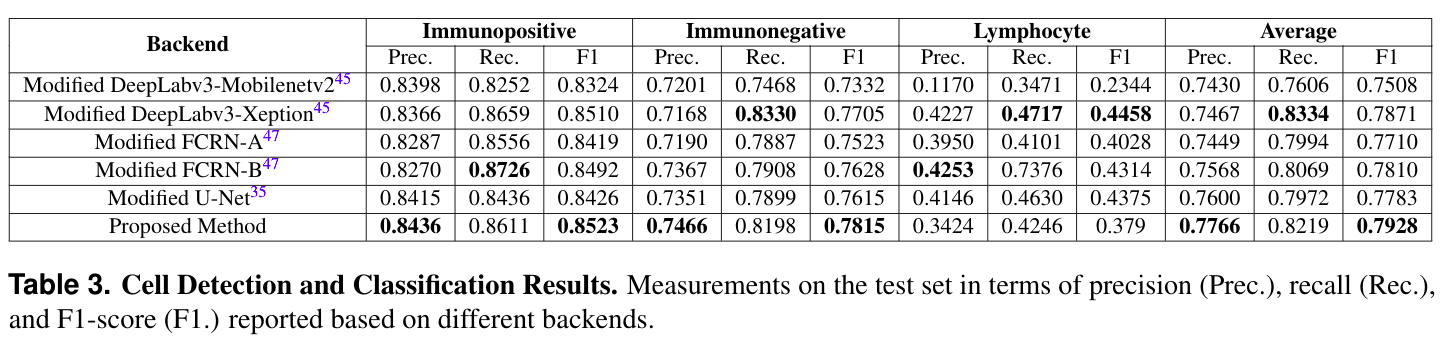 Backend Immunopositive Immunonegative Lymphocyte Average
Prec. Rec. F1 Prec. Rec. F1 Prec. Rec. F1 Prec. Rec. F1
Modified DeepLabv3-Mobilenetv245 0.8398 0.8252 0.8324 0.7201 0.7468 0.7332 0.1170 0.3471 0.2344 0.7430 0.7606 0.7508
Modified DeepLabv3-Xeption45 0.8366 0.8659 0.8510 0.7168 0.8330 0.7705 0.4227 0.4717 0.4458 0.7467 0.8334 0.7871
Modified FCRN-A47 0.8287 0.8556 0.8419 0.7190 0.7887 0.7523 0.3950 0.4101 0.4028 0.7449 0.7994 0.7710
Modified FCRN-B47 0.8270 0.8726 0.8492 0.7367 0.7908 0.7628 0.4253 0.7376 0.4314 0.7568 0.8069 0.7810
Modified U-Net35 0.8415 0.8436 0.8426 0.7351 0.7899 0.7615 0.4146 0.4630 0.4375 0.7600 0.7972 0.7783
Proposed Method 0.8436 0.8611 0.8523 0.7466 0.8198 0.7815 0.3424 0.4246 0.379 0.7766 0.8219 0.7928
Table 3. Cell Detection and Classification Results. Measurements on the test set in terms of precision (Prec.), recall (Rec.),
and F1-score (F1.) reported based on different backends.